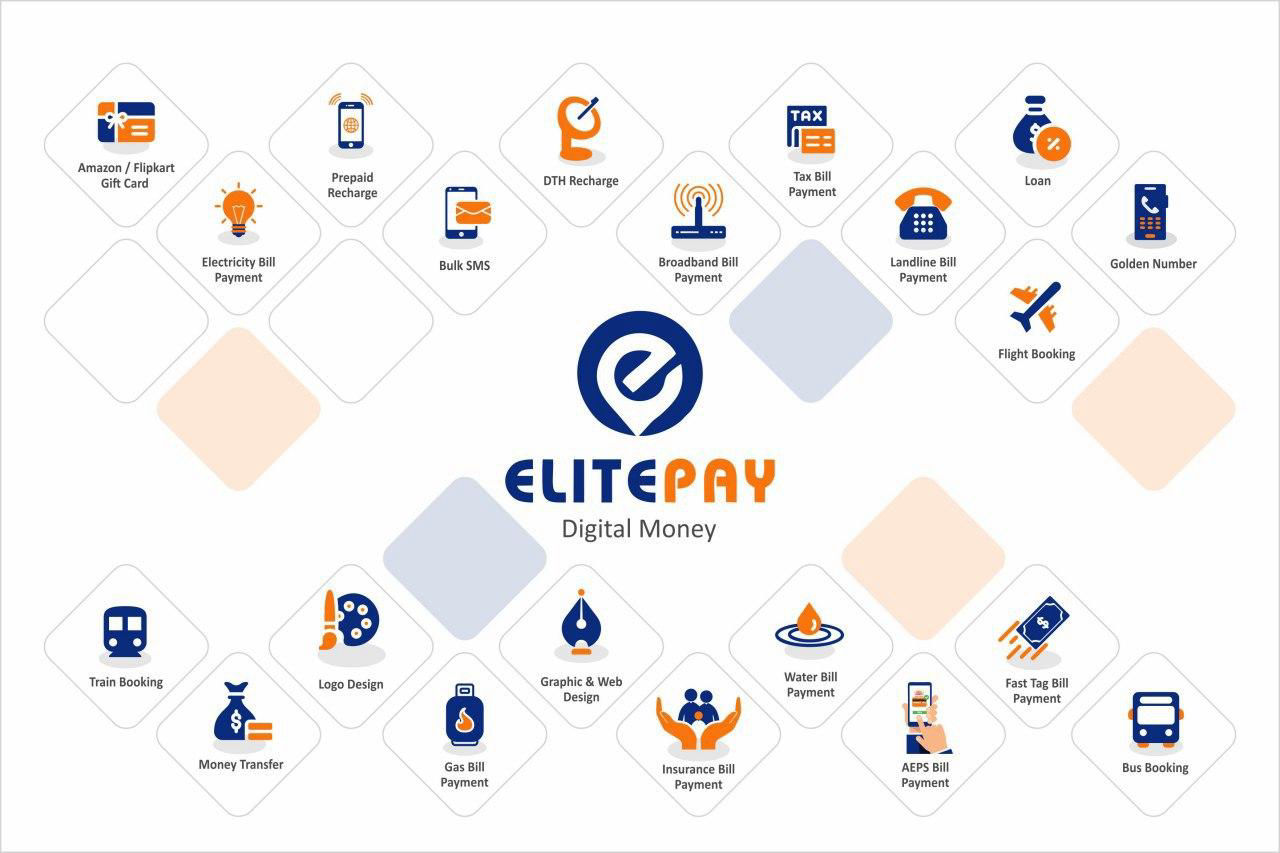 Amazon / Flipkart
Gift Card
Electricity Bill
Payment
Prepaid
Recharge
Bulk SMS
DTH Recharge
Broadband Bill
Payment
TAX
Tax Bill
Payment
Landline Bill
Payment
Loan
Golden Number
Flight Booking
ELITEPAY
Digital Money
Train Booking
Money Transfer
Logo Design
Gas Bill
Payment
Graphic & Web
Design
Insurance Bill
Payment
Water Bill
Payment
AEPS Bill
Payment
Fast Tag Bill
Payment
Bus Booking